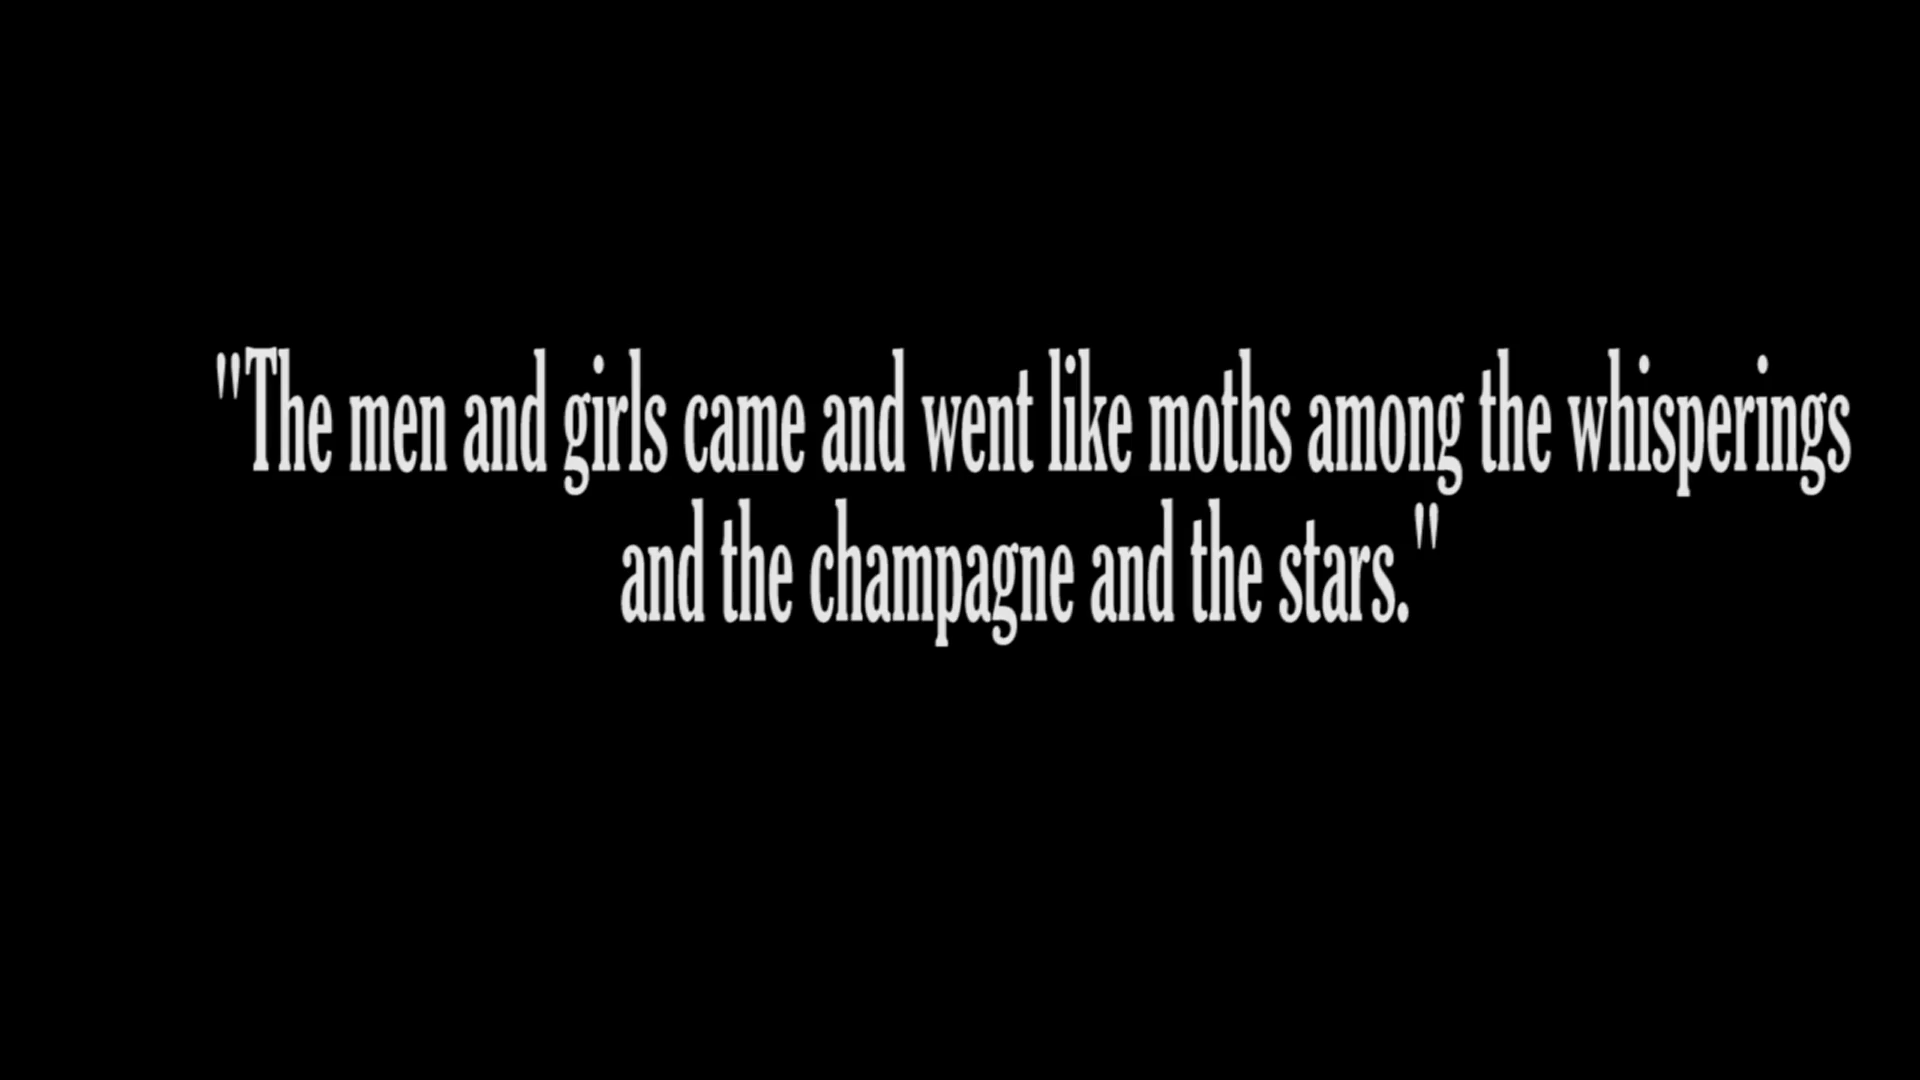 "The men and girls came and went like moths among the whisperings
and the champagne and the stars."